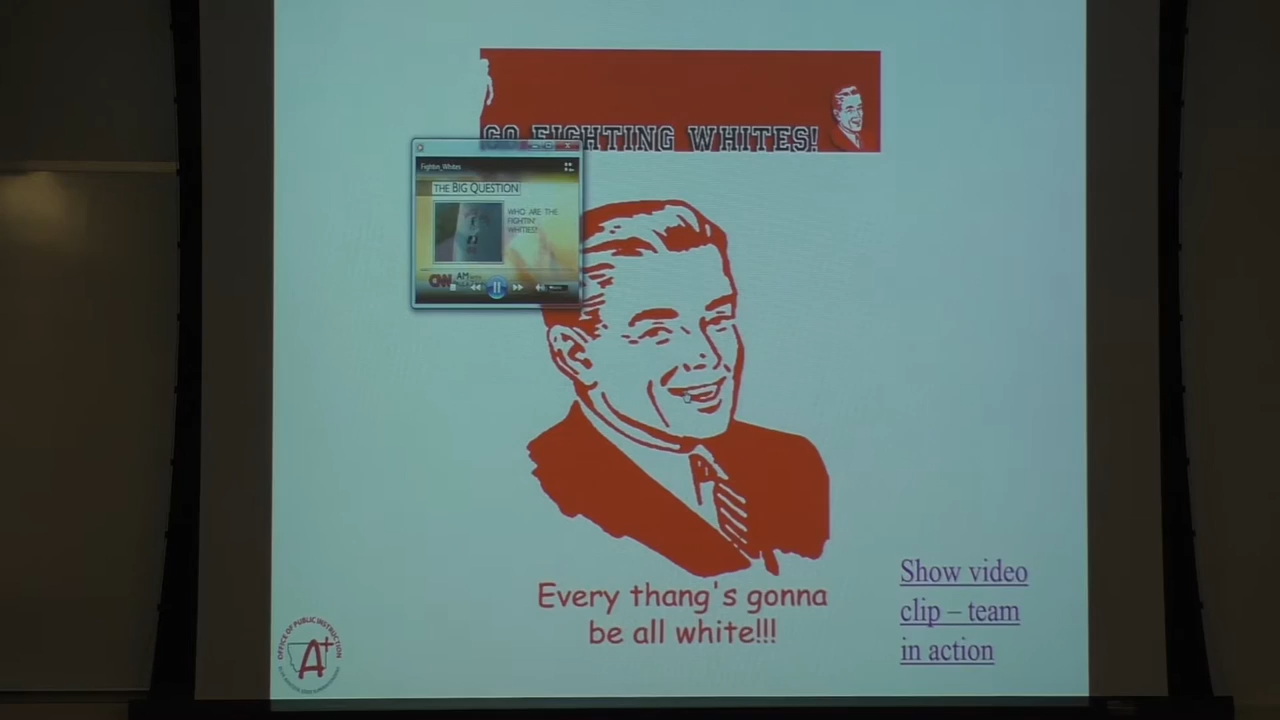 GO FIGHTING WHITES!
Fightin_Whites
THE BIG QUESTION
WHO ARE THE
FIGHTIN'
WHITIES?
CNN AM
Every thang's gonna
be all white!!!
Show video
clip – team
in action
OFFICE OF PUBLIC INSTRUCTION
A+